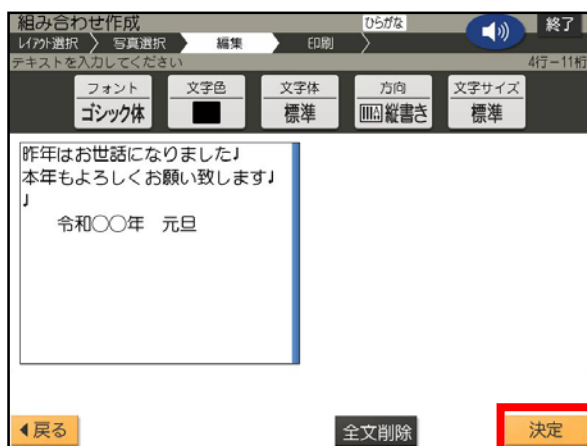 組み合わせ作成 ひらがな 終了
レイアウト選択 写真選択 編集 印刷
テキストを入力してください 4行-11桁
フォント 文字色 文字体 方向 文字サイズ
ゴシック体 標準 縦書き 標準
昨年はお世話になりました♩
本年もよろしくお願い致します♩
♩
令和〇〇年 元旦
戻る 全文削除 決定